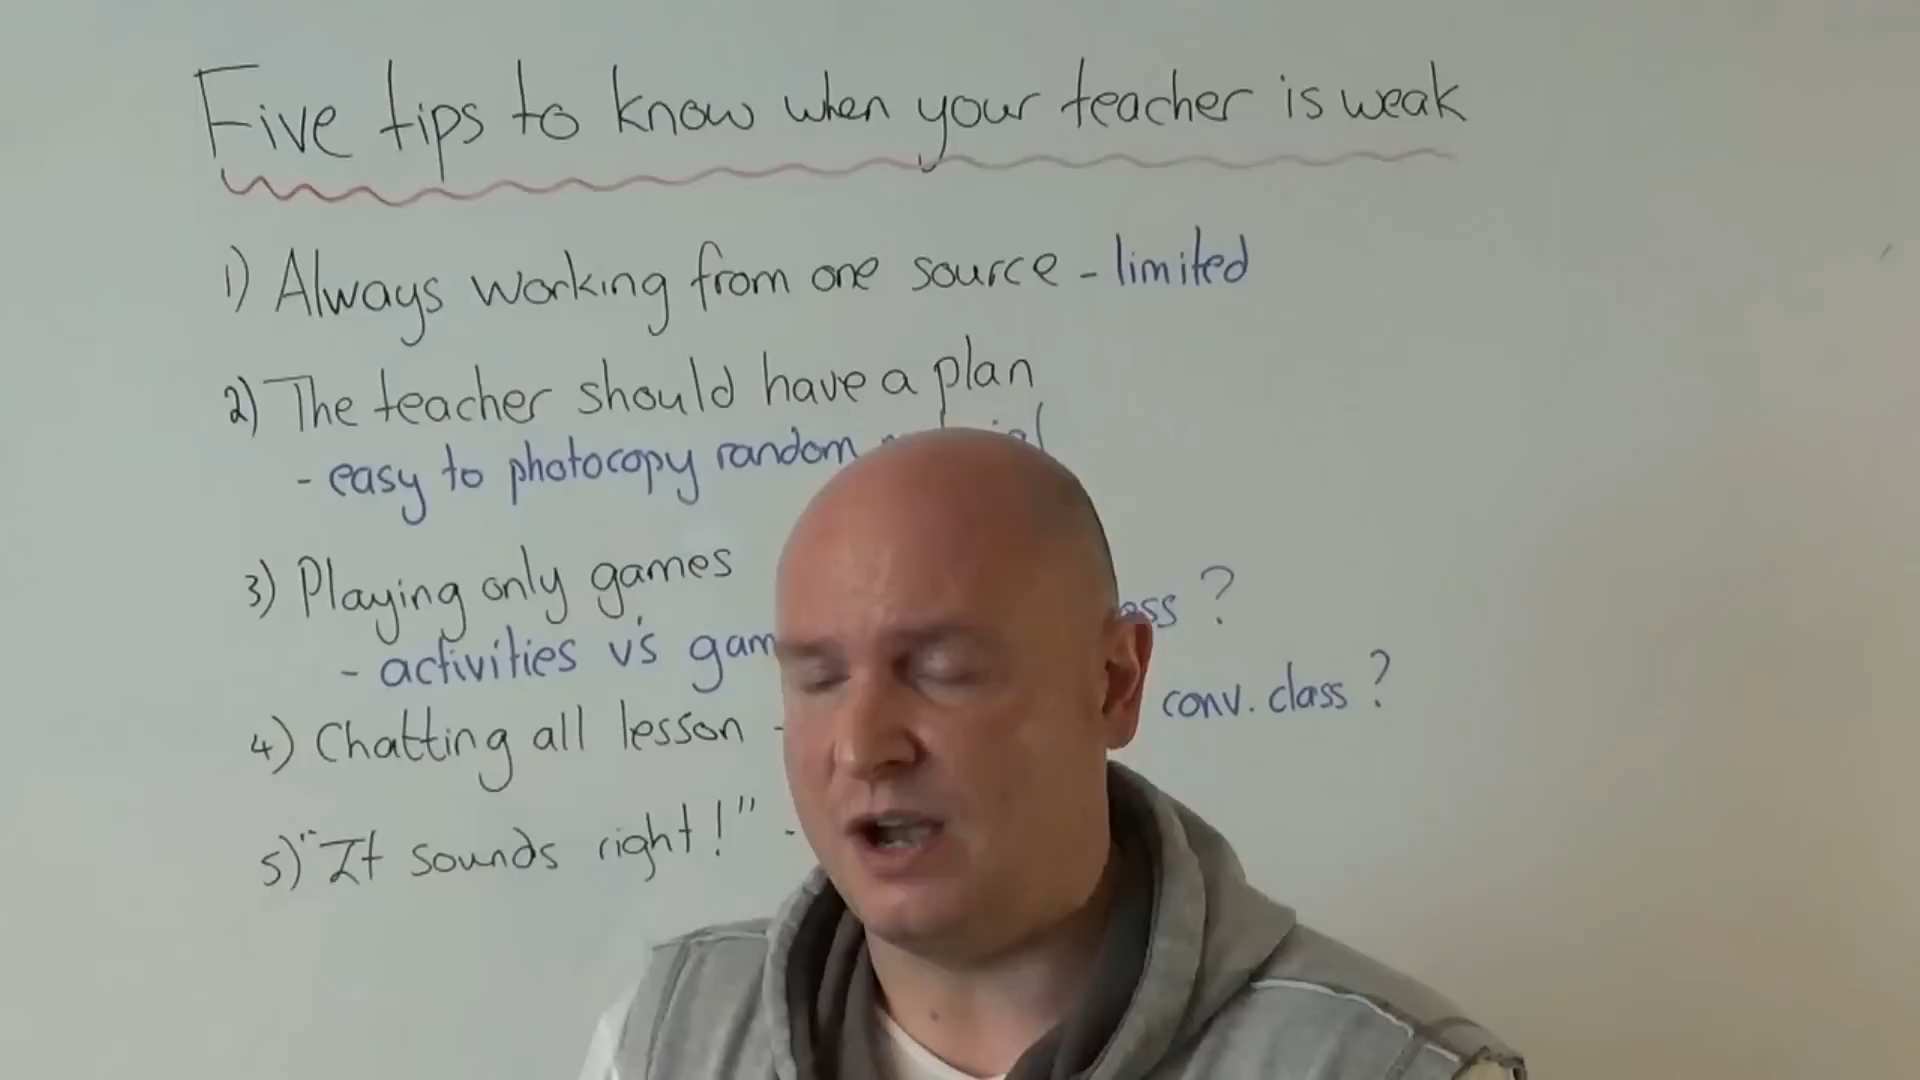 Five tips to know when your teacher is weak
1) Always working from one source - limited
2) The teacher should have a plan
- easy to photocopy random
3) Playing only games
- activities v's ?
4) Chatting all lesson - conv. class ?
5) "It sounds right!" -